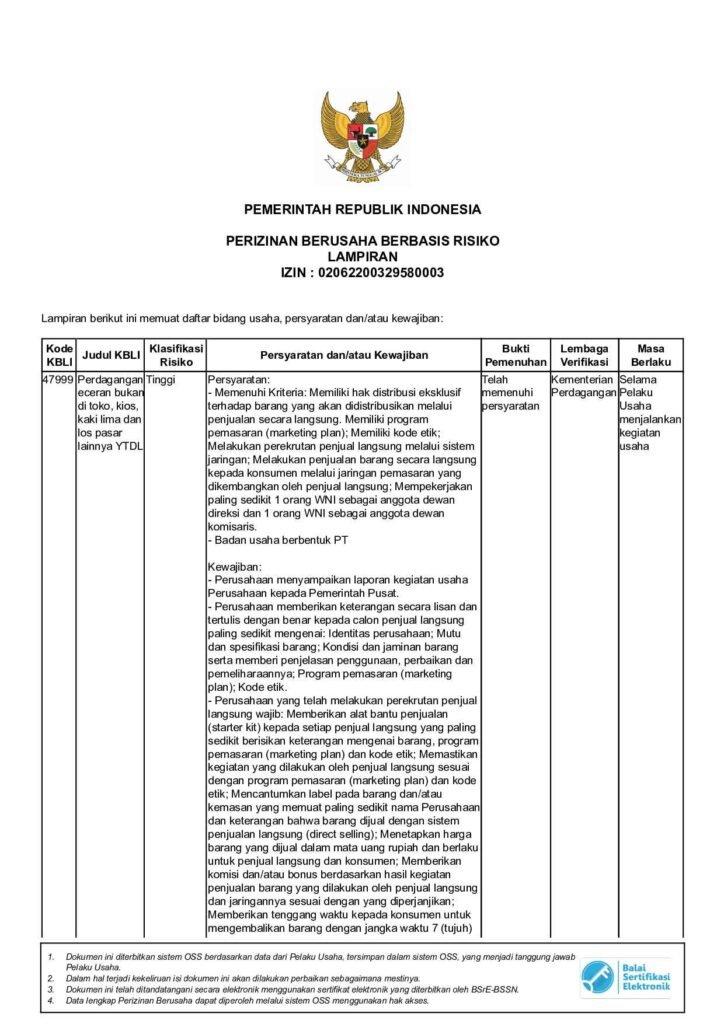 PEMERINTAH REPUBLIK INDONESIA
PERIZINAN BERUSAHA BERBASIS RISIKO
LAMPIRAN
IZIN : 02062200329580003
Lampiran berikut ini memuat daftar bidang usaha, persyaratan dan/atau kewajiban:
Kode KBLI
Judul KBLI
Klasifikasi Risiko
Persyaratan dan/atau Kewajiban
Bukti Pemenuhan
Lembaga Verifikasi
Masa Berlaku
47999
Perdagangan
eceran bukan
di toko, kios,
kaki lima dan
los pasar
lainnya YTDL
Tinggi
Persyaratan:
- Memenuhi Kriteria: Memiliki hak distribusi eksklusif
terhadap barang yang akan didistribusikan melalui
penjualan secara langsung. Memiliki program
pemasaran (marketing plan); Memiliki kode etik;
Melakukan perekrutan penjual langsung melalui sistem
jaringan; Melakukan penjualan barang secara langsung
kepada konsumen melalui jaringan pemasaran yang
dikembangkan oleh penjual langsung; Mempekerjakan
paling sedikit 1 orang WNI sebagai anggota dewan
direksi dan 1 orang WNI sebagai anggota dewan
komisaris.
- Badan usaha berbentuk PT
Kewajiban:
- Perusahaan menyampaikan laporan kegiatan usaha
Perusahaan kepada Pemerintah Pusat.
- Perusahaan memberikan keterangan secara lisan dan
tertulis dengan benar kepada calon penjual langsung
paling sedikit mengenai: Identitas perusahaan; Mutu
dan spesifikasi barang; Kondisi dan jaminan barang
serta memberi penjelasan penggunaan, perbaikan dan
pemeliharaannya; Program pemasaran (marketing
plan); Kode etik.
- Perusahaan yang telah melakukan perekrutan penjual
langsung wajib: Memberikan alat bantu penjualan
(starter kit) kepada setiap penjual langsung yang paling
sedikit berisikan keterangan mengenai barang, program
pemasaran (marketing plan) dan kode etik; Memastikan
kegiatan yang dilakukan oleh penjual langsung sesuai
dengan program pemasaran (marketing plan) dan kode
etik; Mencantumkan label pada barang dan/atau
kemasan yang memuat paling sedikit nama Perusahaan
dan keterangan bahwa barang dijual dengan sistem
penjualan langsung (direct selling); Menetapkan harga
barang yang dijual dalam mata uang rupiah dan berlaku
untuk penjual langsung dan konsumen; Memberikan
komisi dan/atau bonus berdasarkan hasil kegiatan
penjualan barang yang dilakukan oleh penjual langsung
dan jaringannya sesuai dengan yang diperjanjikan;
Memberikan tenggang waktu kepada konsumen untuk
mengembalikan barang dengan jangka waktu 7 (tujuh)
Telah
memenuhi
persyaratan
Kementerian
Perdagangan
Selama
Pelaku
Usaha
menjalankan
kegiatan
usaha
1. Dokumen ini diterbitkan sistem OSS berdasarkan data dari Pelaku Usaha, tersimpan dalam sistem OSS, yang menjadi tanggung jawab
Pelaku Usaha.
2. Dalam hal terjadi kekeliruan isi dokumen ini akan dilakukan perbaikan sebagaimana mestinya.
3. Dokumen ini telah ditandatangani secara elektronik menggunakan sertifikat elektronik yang diterbitkan oleh BSrE-BSSN.
4. Data lengkap Perizinan Berusaha dapat diperoleh melalui sistem OSS menggunakan hak akses.
Balai
Sertifikasi
Elektronik